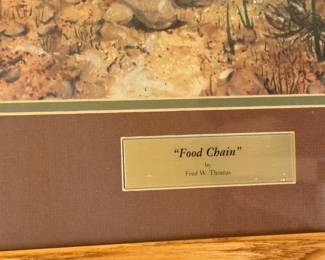 “Food Chain”
by
Fred W. Thomas